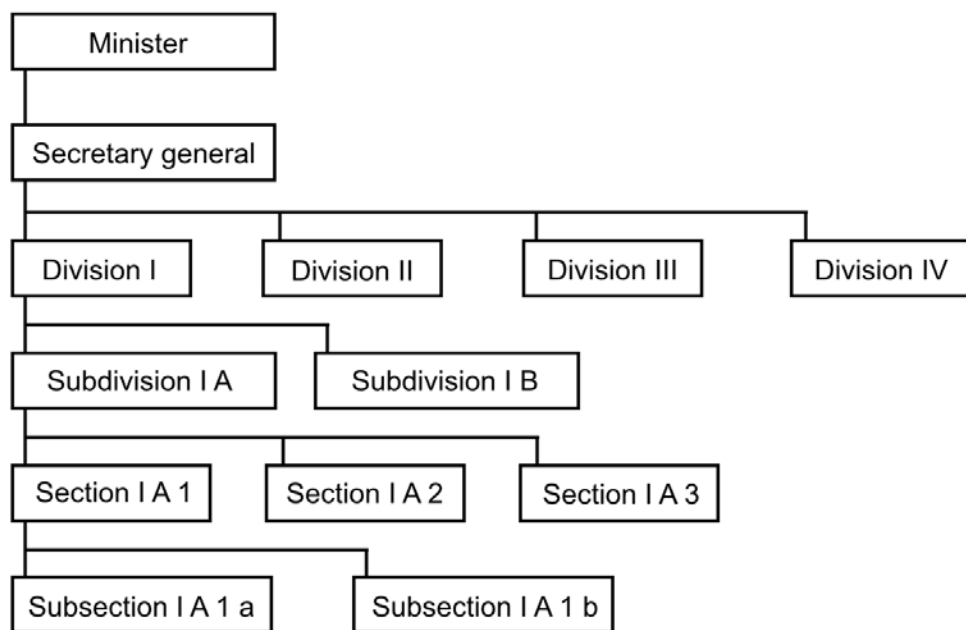 Minister
Secretary general
Division I
Division II
Division III
Division IV
Subdivision I A
Subdivision I B
Section I A 1
Section I A 2
Section I A 3
Subsection I A 1 a
Subsection I A 1 b